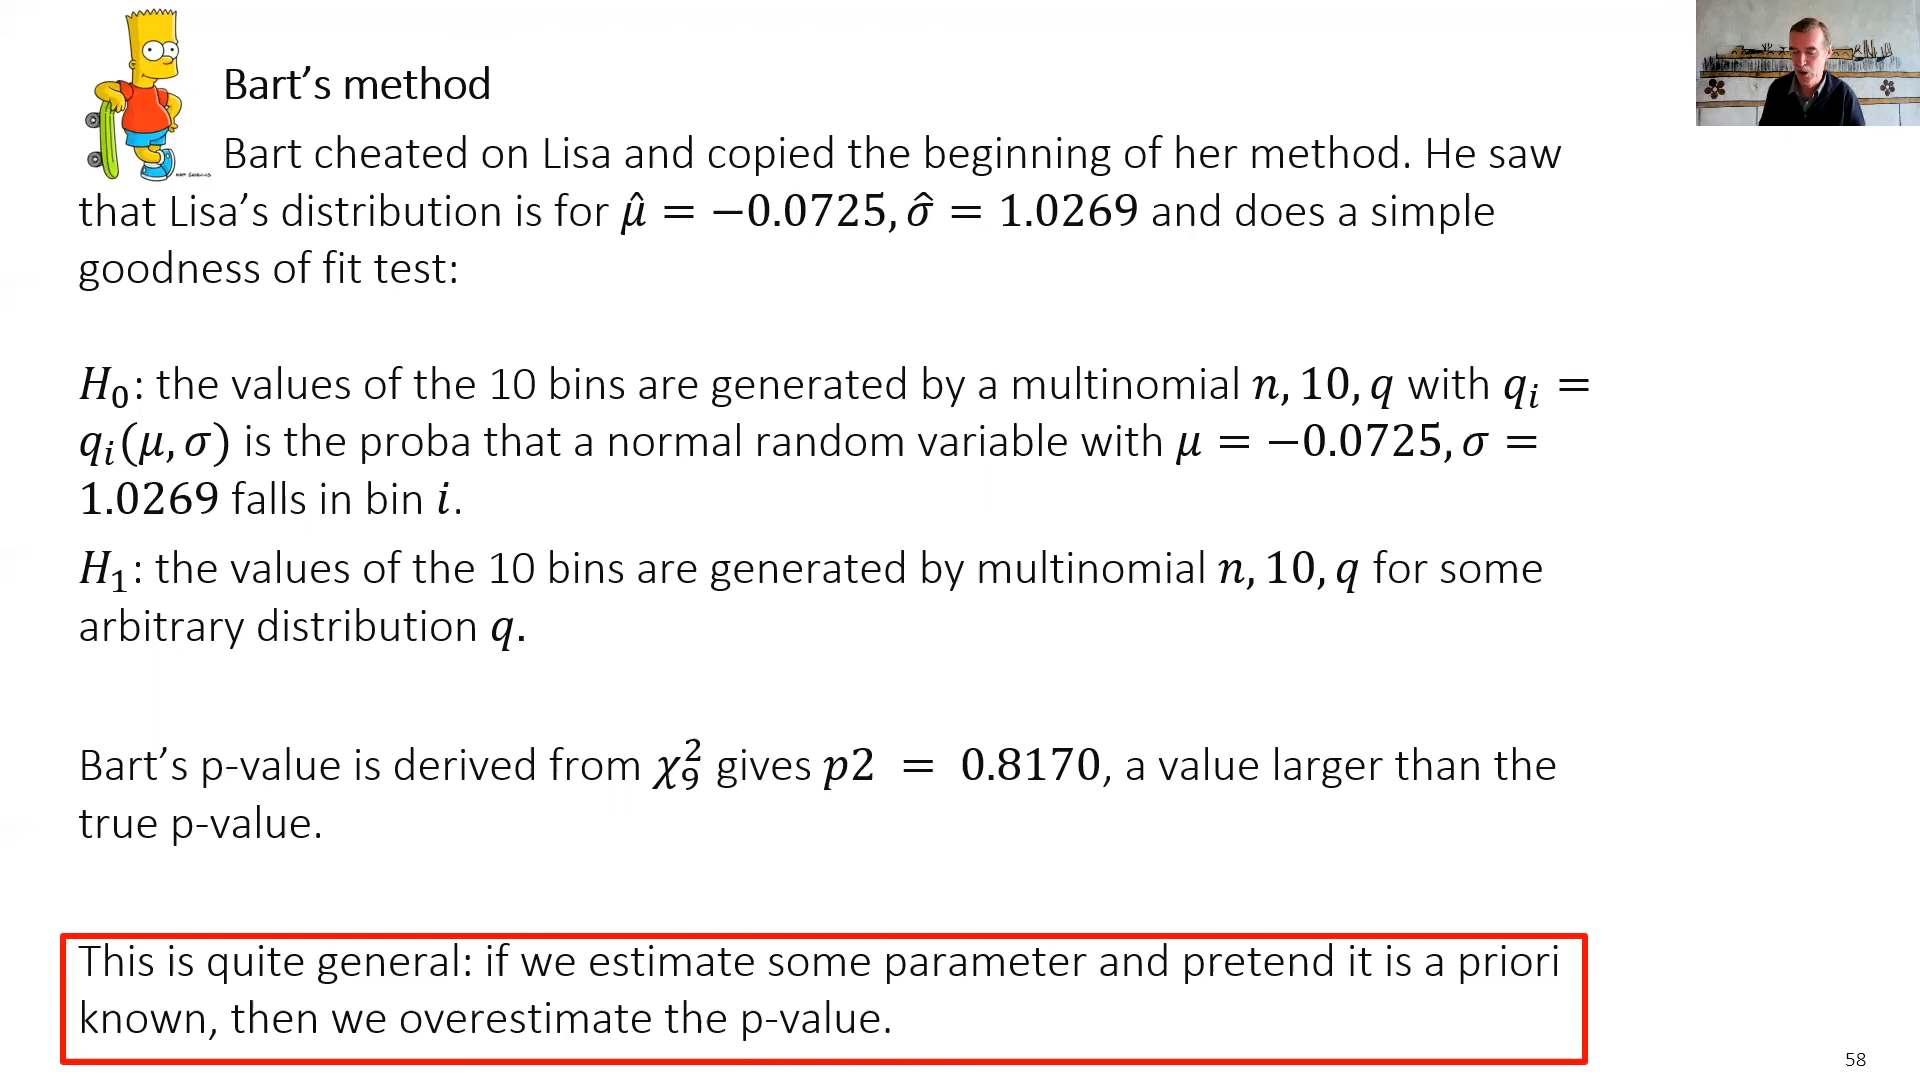 Bart’s method
Bart cheated on Lisa and copied the beginning of her method. He saw
that Lisa’s distribution is for μ̂ = −0.0725, σ̂ = 1.0269 and does a simple
goodness of fit test:
H₀: the values of the 10 bins are generated by a multinomial n, 10, q with qᵢ =
qᵢ(μ, σ) is the proba that a normal random variable with μ = −0.0725, σ =
1.0269 falls in bin i.
H₁: the values of the 10 bins are generated by multinomial n, 10, q for some
arbitrary distribution q.
Bart’s p-value is derived from χ₉² gives p2 = 0.8170, a value larger than the
true p-value.
This is quite general: if we estimate some parameter and pretend it is a priori
known, then we overestimate the p-value.
58